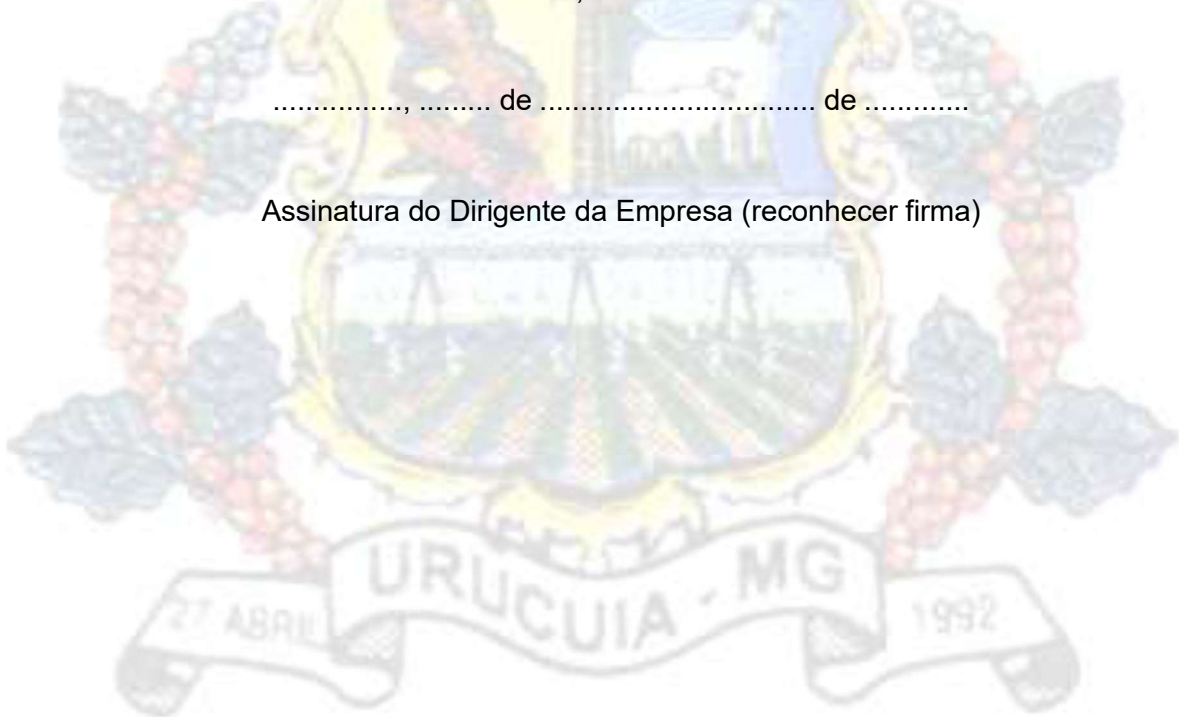 ................, ......... de .................................. de .............
Assinatura do Dirigente da Empresa (reconhecer firma)
URUCUIA - MG
27 ABRIL
1992